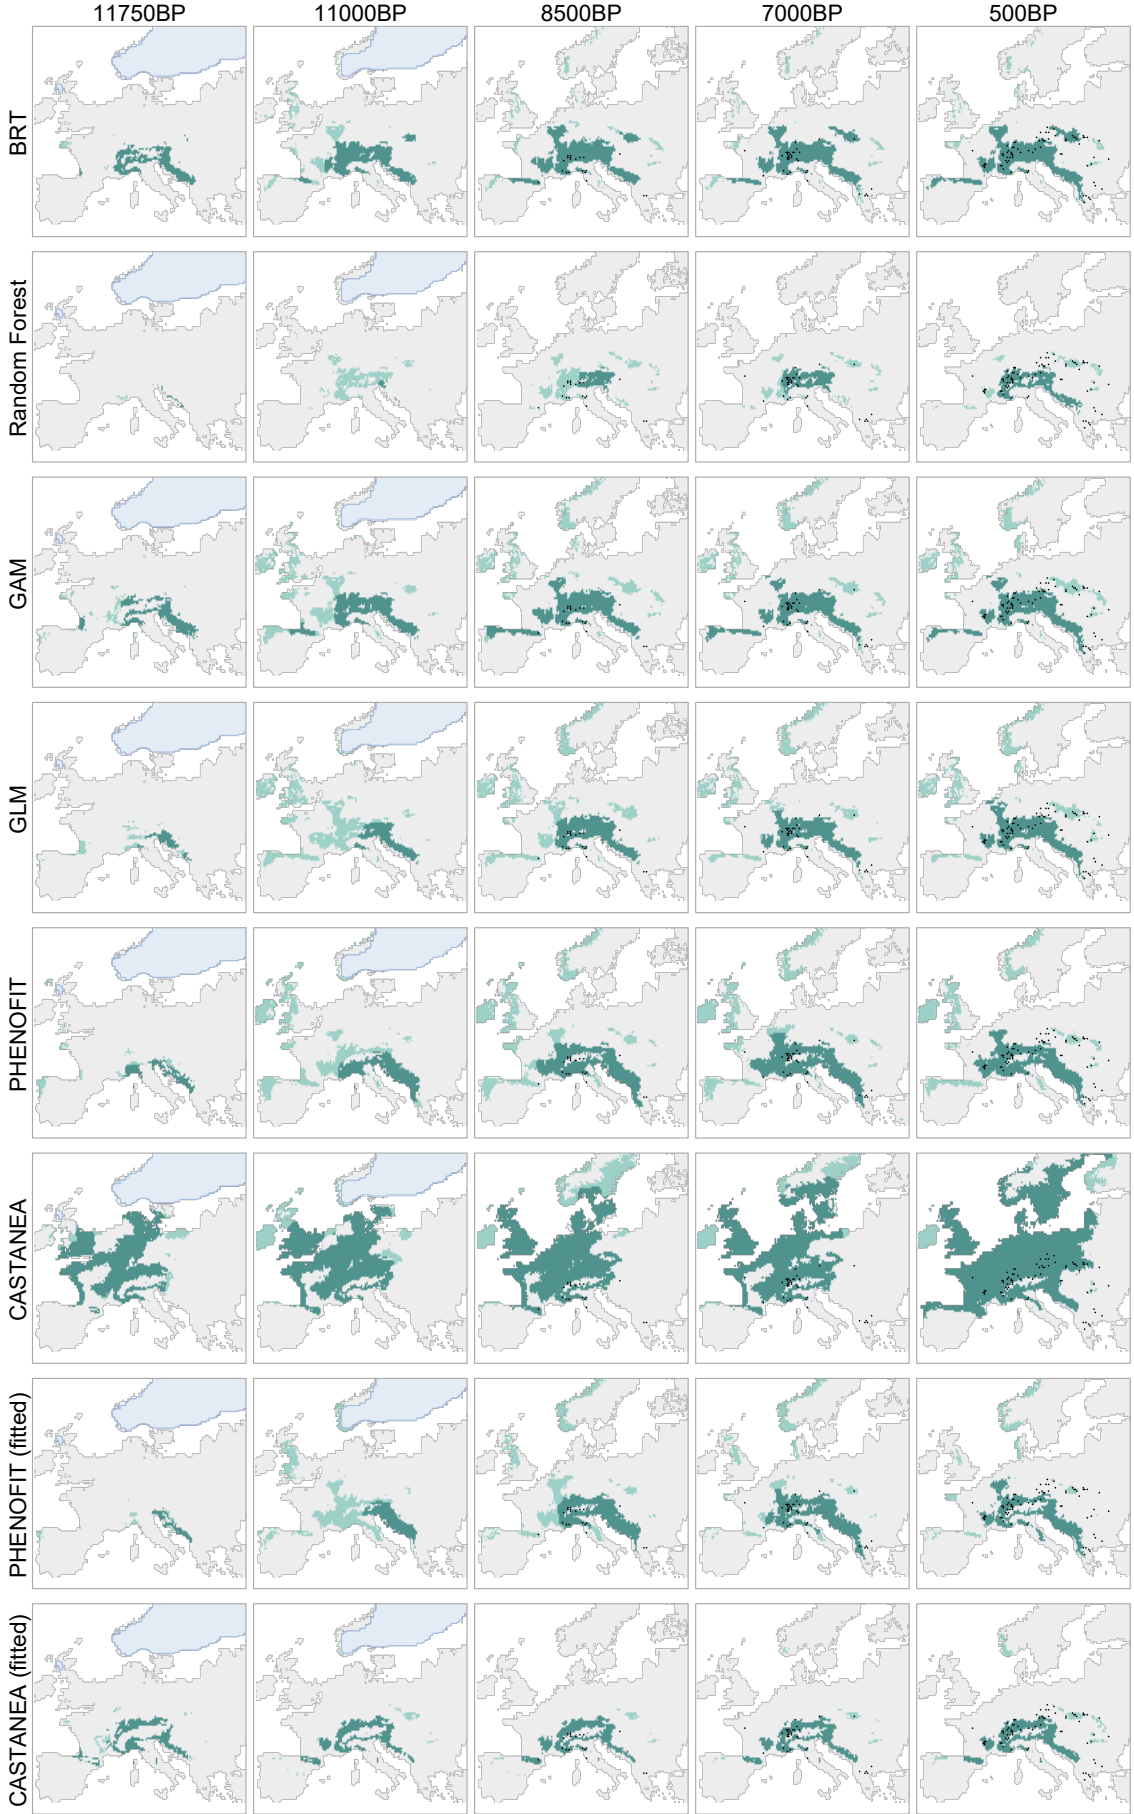 11750BP 11000BP 8500BP 7000BP 500BP
BRT
Random Forest
GAM
GLM
PHENOFIT
CASTANEA
PHENOFIT (fitted)
CASTANEA (fitted)